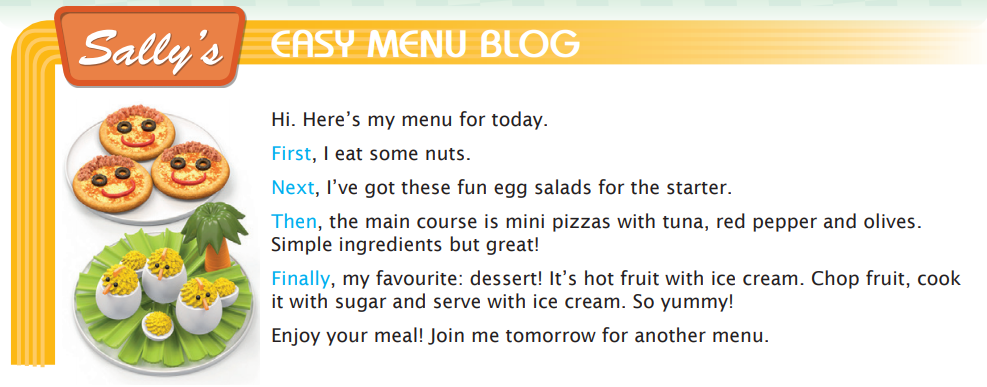 Sally's
EASY MENU BLOG
Hi. Here's my menu for today.
First, I eat some nuts.
Next, I've got these fun egg salads for the starter.
Then, the main course is mini pizzas with tuna, red pepper and olives.
Simple ingredients but great!
Finally, my favourite: dessert! It's hot fruit with ice cream. Chop fruit, cook
it with sugar and serve with ice cream. So yummy!
Enjoy your meal! Join me tomorrow for another menu.